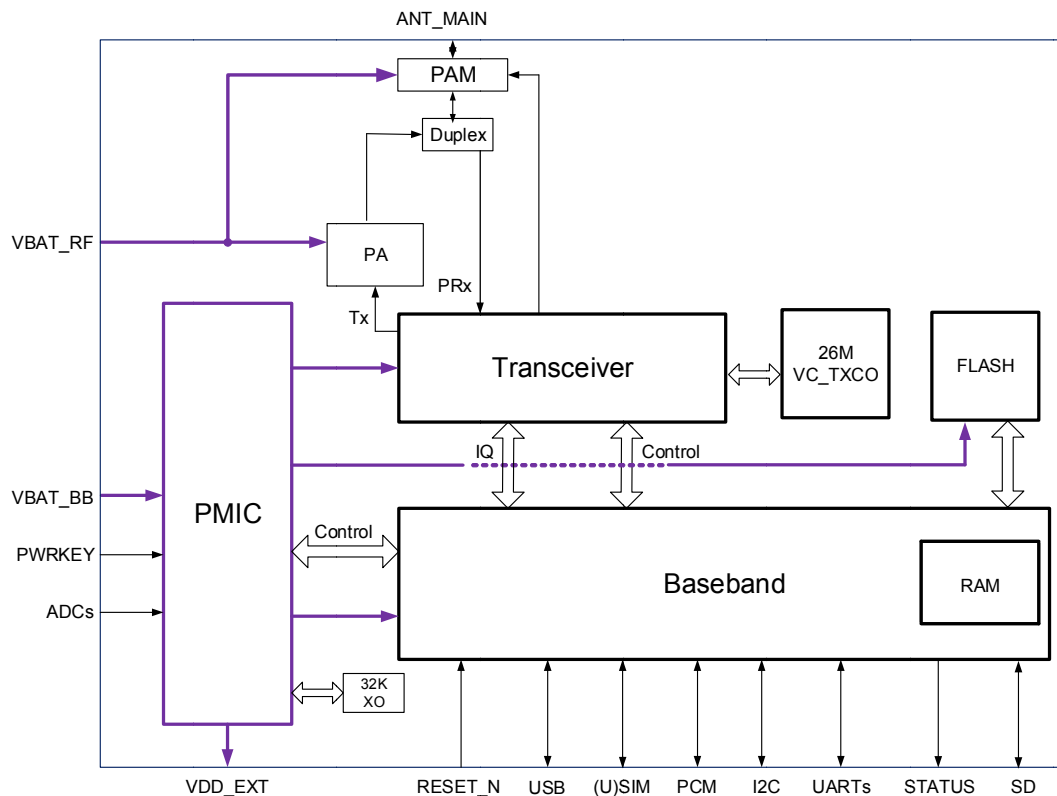 ANT_MAIN
PAM
Duplex
VBAT_RF
PA
PRx
Tx
Transceiver
26M
VC_TXCO
FLASH
IQ
Control
VBAT_BB
PMIC
Control
PWRKEY
Baseband
RAM
ADCs
32K
XO
VDD_EXT
RESET_N
USB
(U)SIM
PCM
I2C
UARTs
STATUS
SD